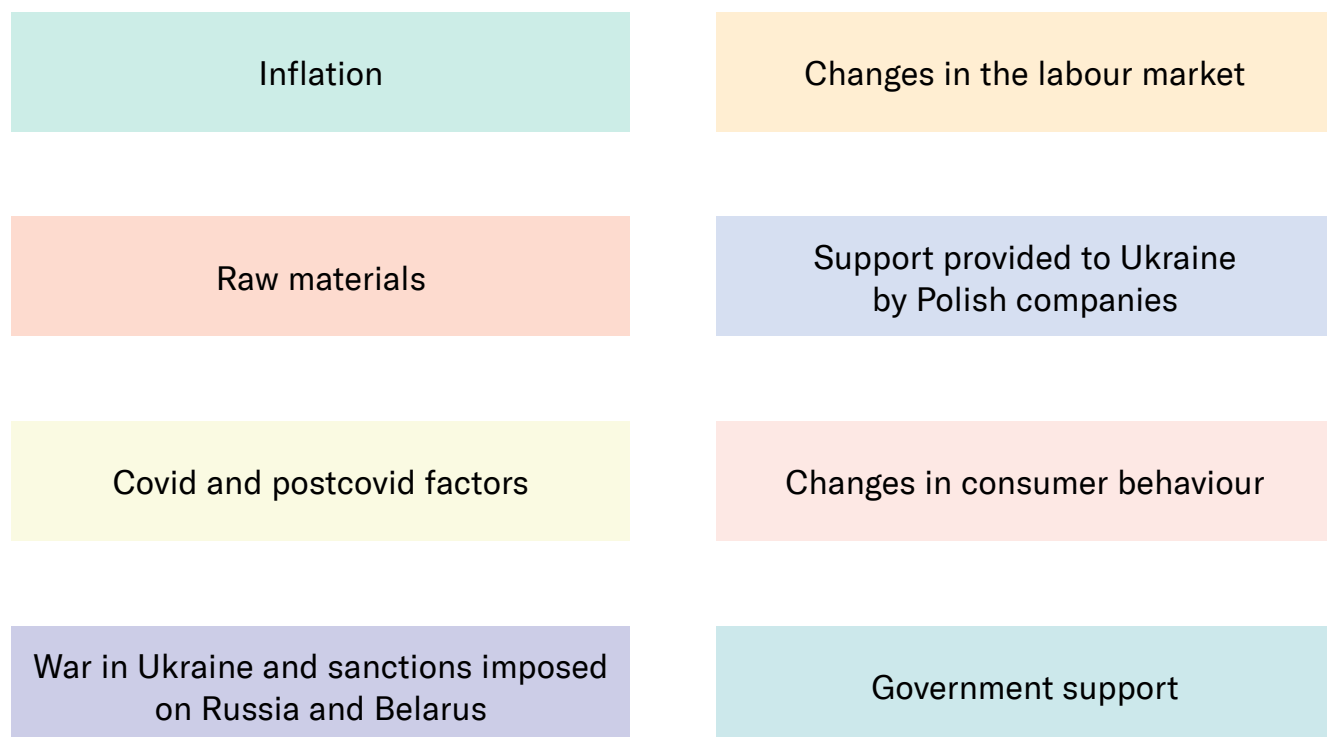 Inflation
Changes in the labour market
Raw materials
Support provided to Ukraine
by Polish companies
Covid and postcovid factors
Changes in consumer behaviour
War in Ukraine and sanctions imposed
on Russia and Belarus
Government support